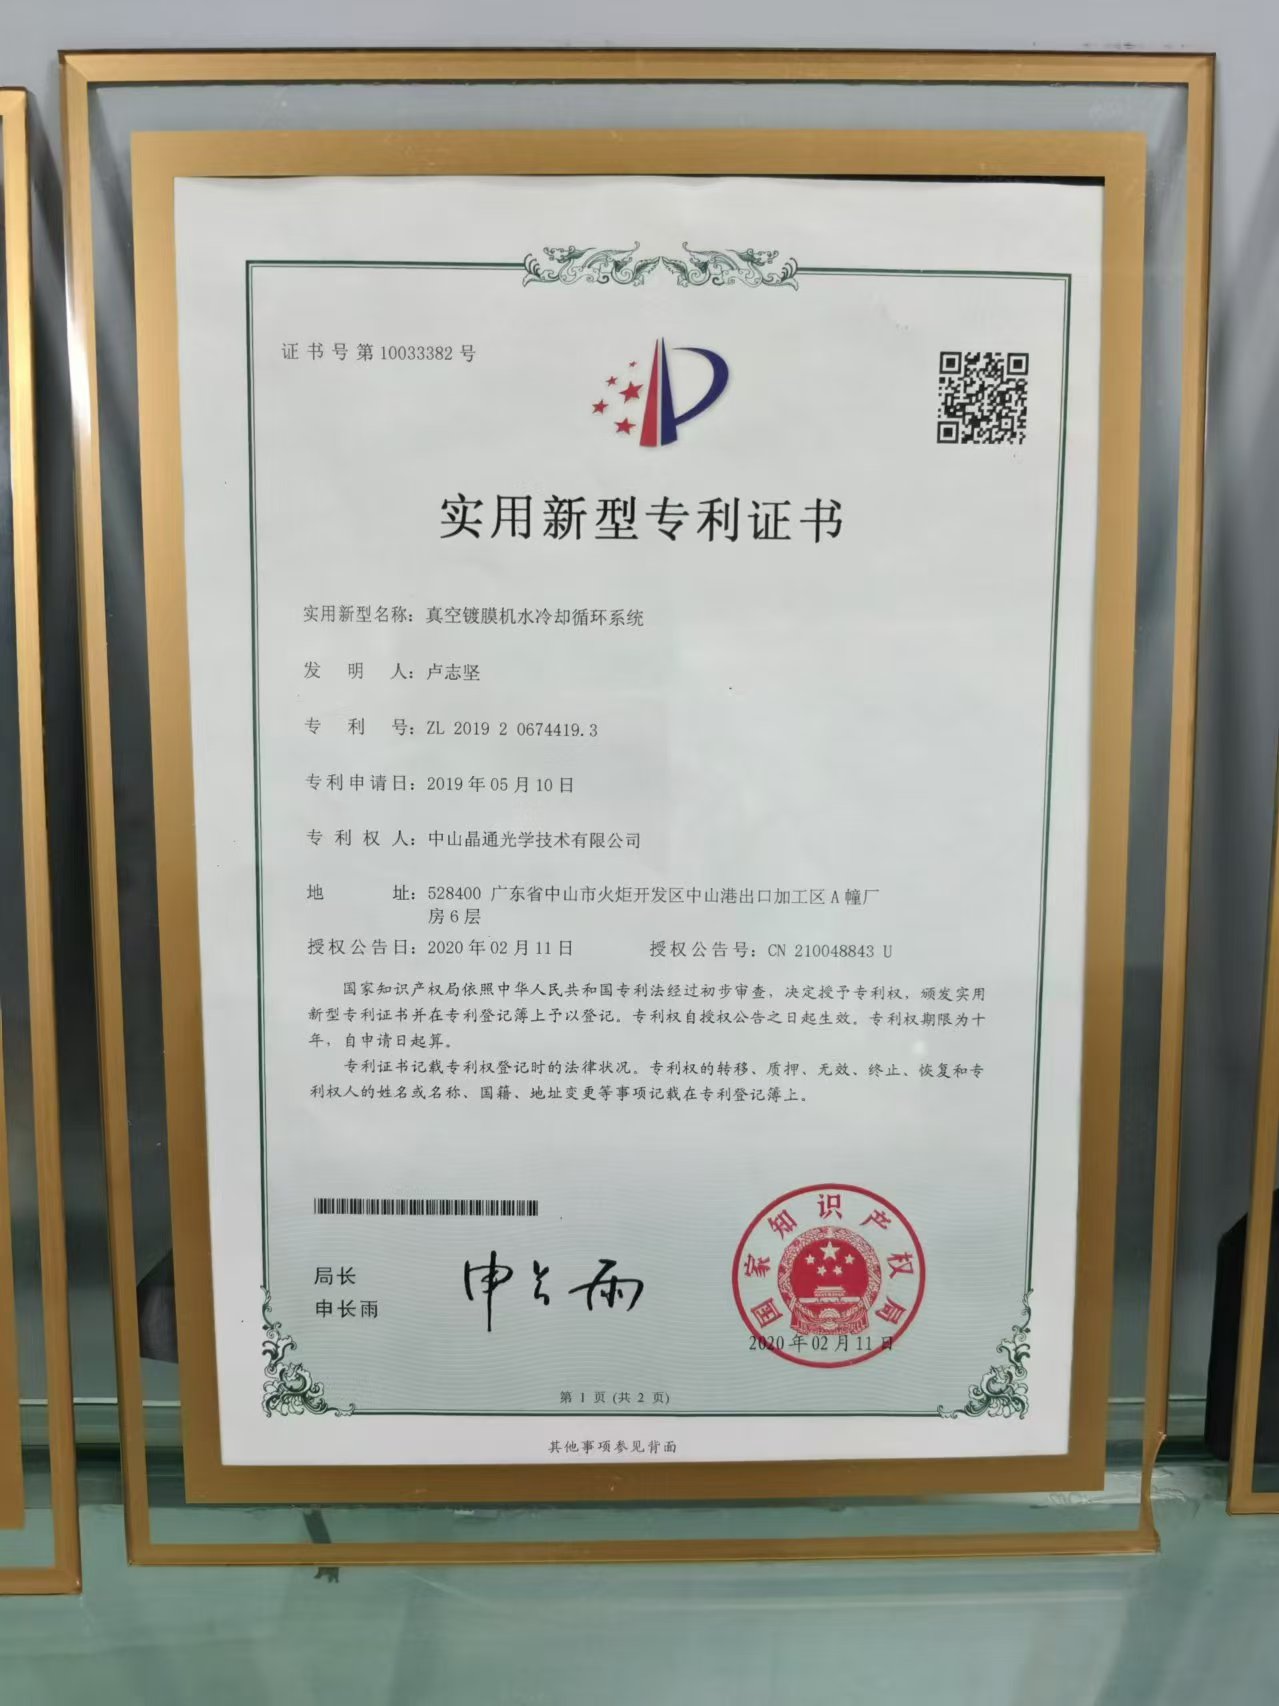 证书号第10033382号
实用新型专利证书
实用新型名称：真空镀膜机水冷却循环系统
发明人：卢志坚
专利号：ZL 2019 2 0674419.3
专利申请日：2019年05月10日
专利权人：中山晶通光学技术有限公司
地址：528400 广东省中山市火炬开发区中山港出口加工区A幢厂
房6层
授权公告日：2020年02月11日 授权公告号：CN 210048843 U
国家知识产权局依照中华人民共和国专利法经过初步审查，决定授予专利权，颁发实用
新型专利证书并在专利登记簿上予以登记。专利权自授权公告之日起生效。专利权期限为十
年，自申请日起算。
专利证书记载专利权登记时的法律状况。专利权的转移、质押、无效、终止、恢复和专
利权人的姓名或名称、国籍、地址变更等事项记载在专利登记簿上。
局长
申长雨
申长雨
国家知识产权局
2020年02月11日
第 1 页 (共 2 页)
其他事项参见背面